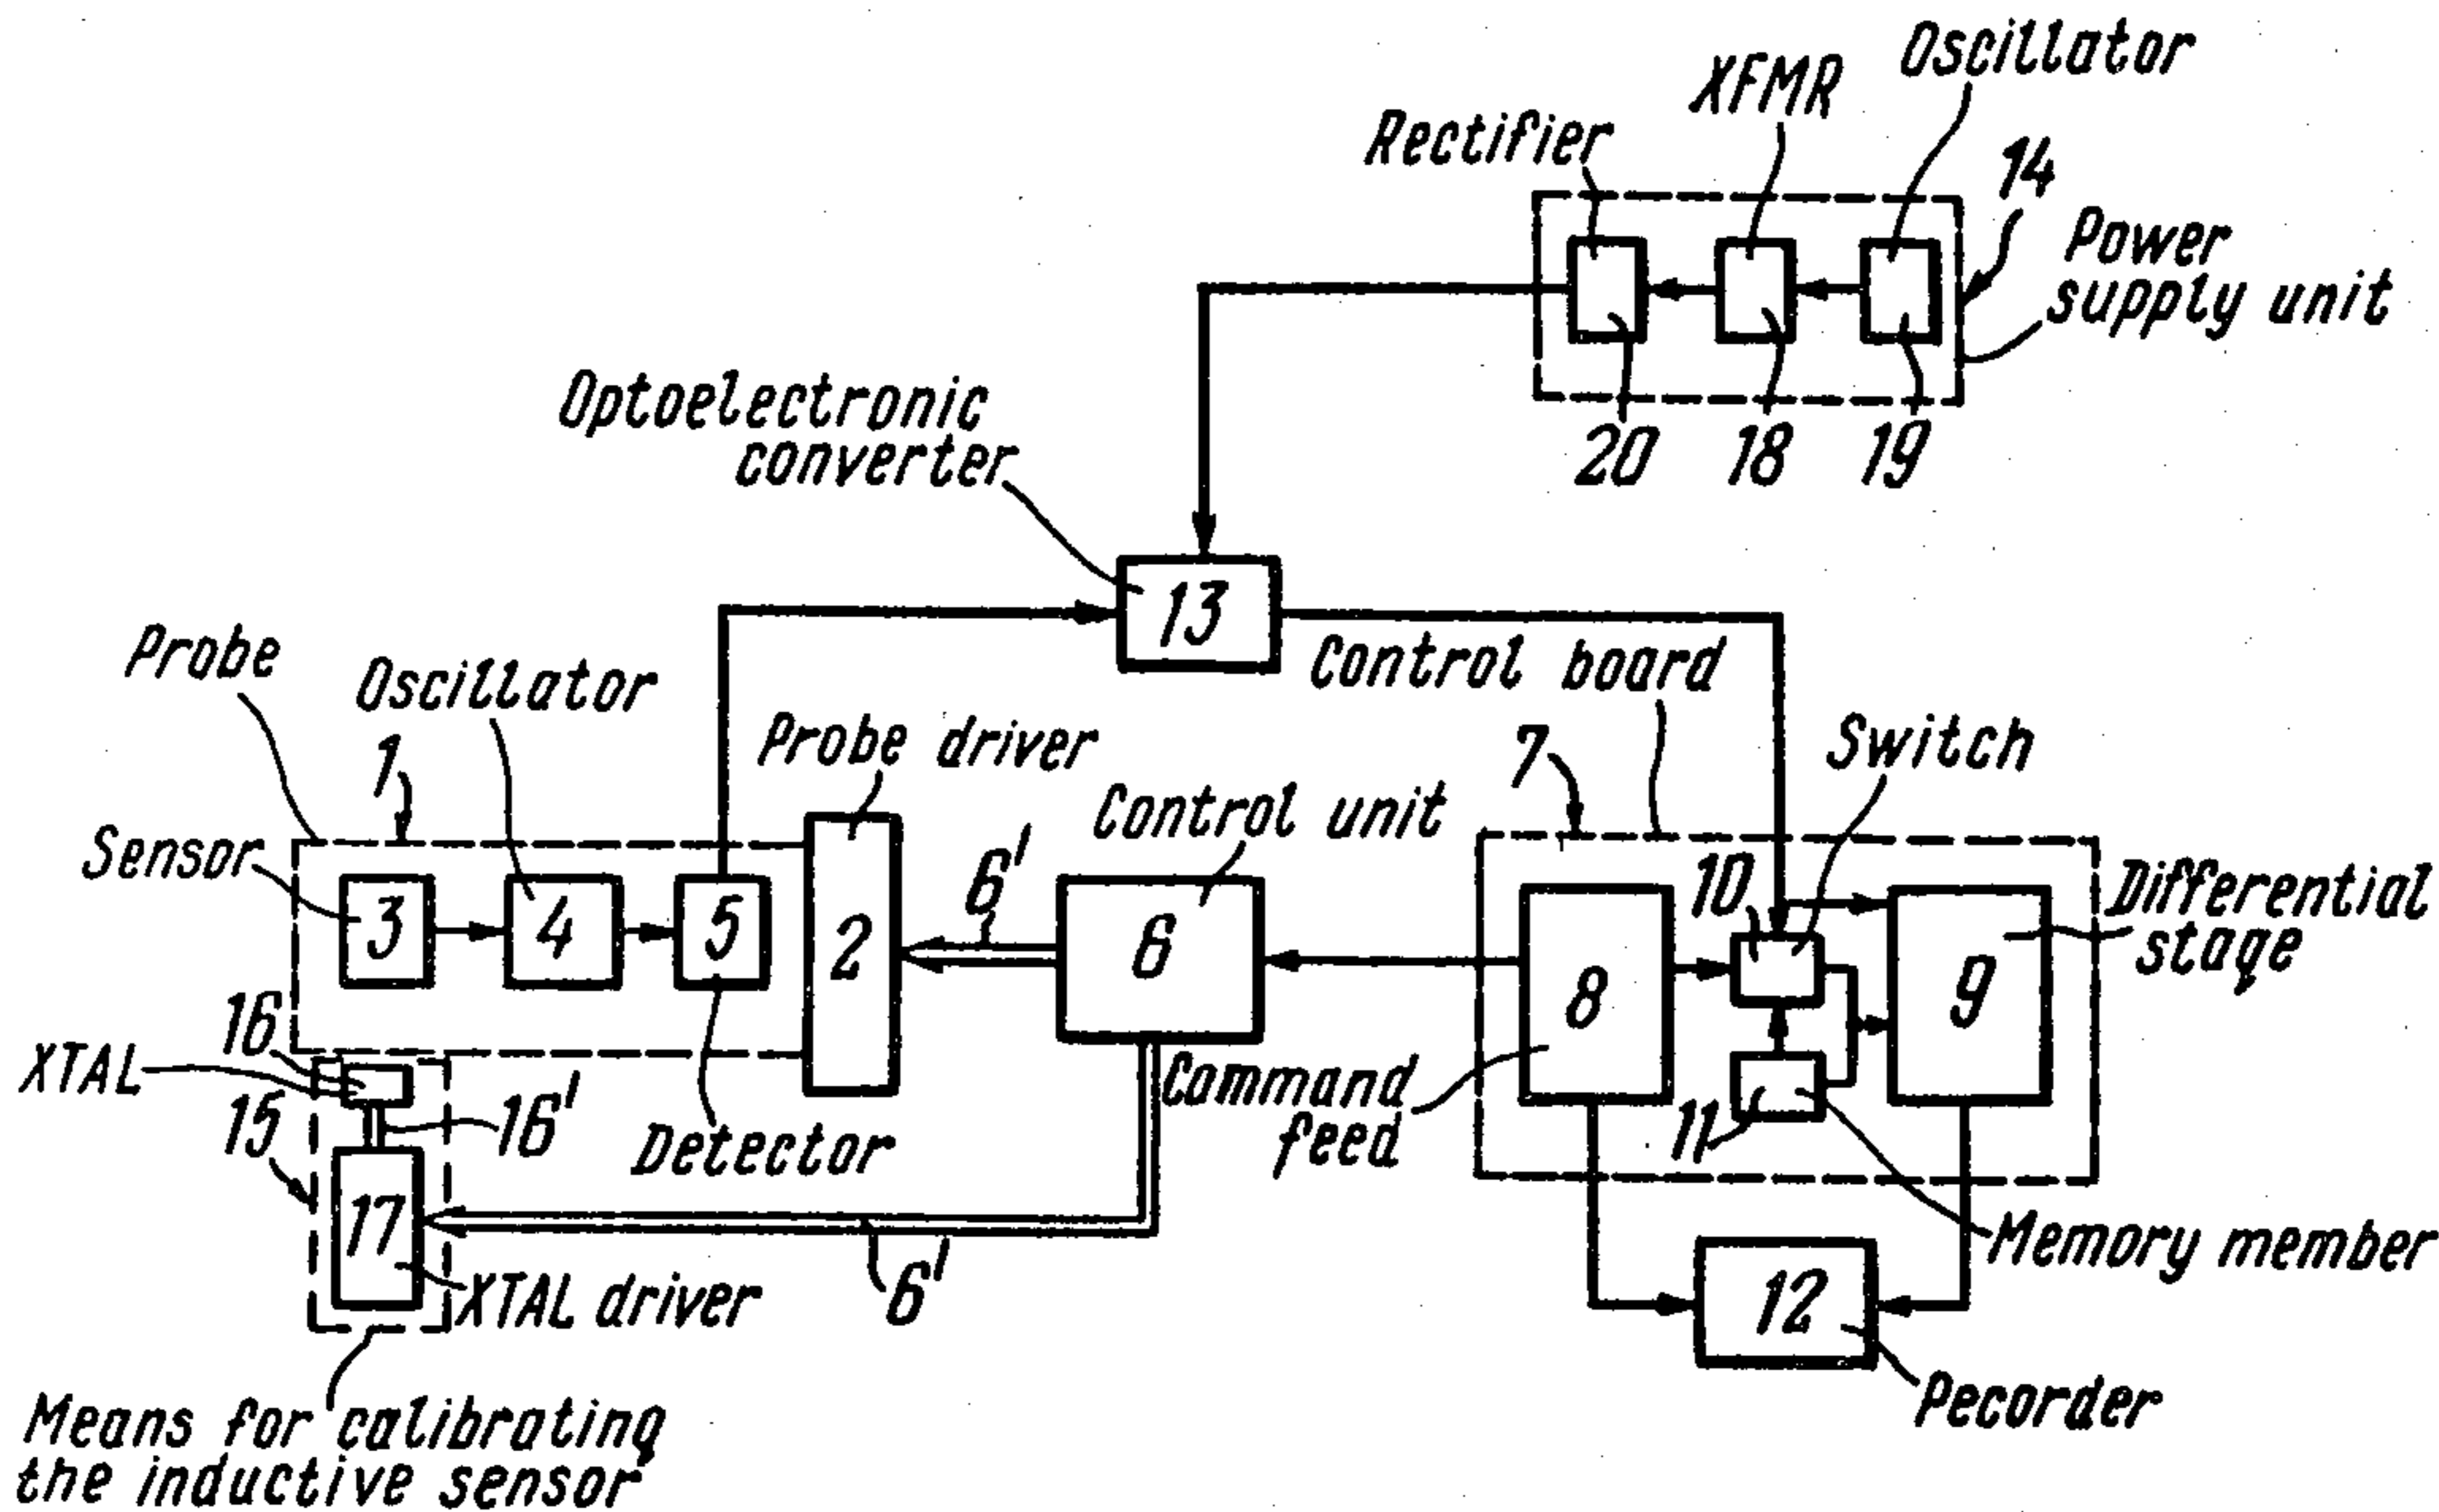 Oscillator
XFMR
Rectifier
14
Power
supply unit
20
18
19
Optoelectronic
converter
13
Probe
Oscillator
Control board
Probe driver
1
7
Switch
Control unit
Sensor
6'
10
Differential
stage
3
4
5
2
6
8
9
16
XTAL
Command
feed
11
15
16'
Detector
17
Memory member
6'
XTAL driver
12
Pecorder
Means for calibrating
the inductive sensor